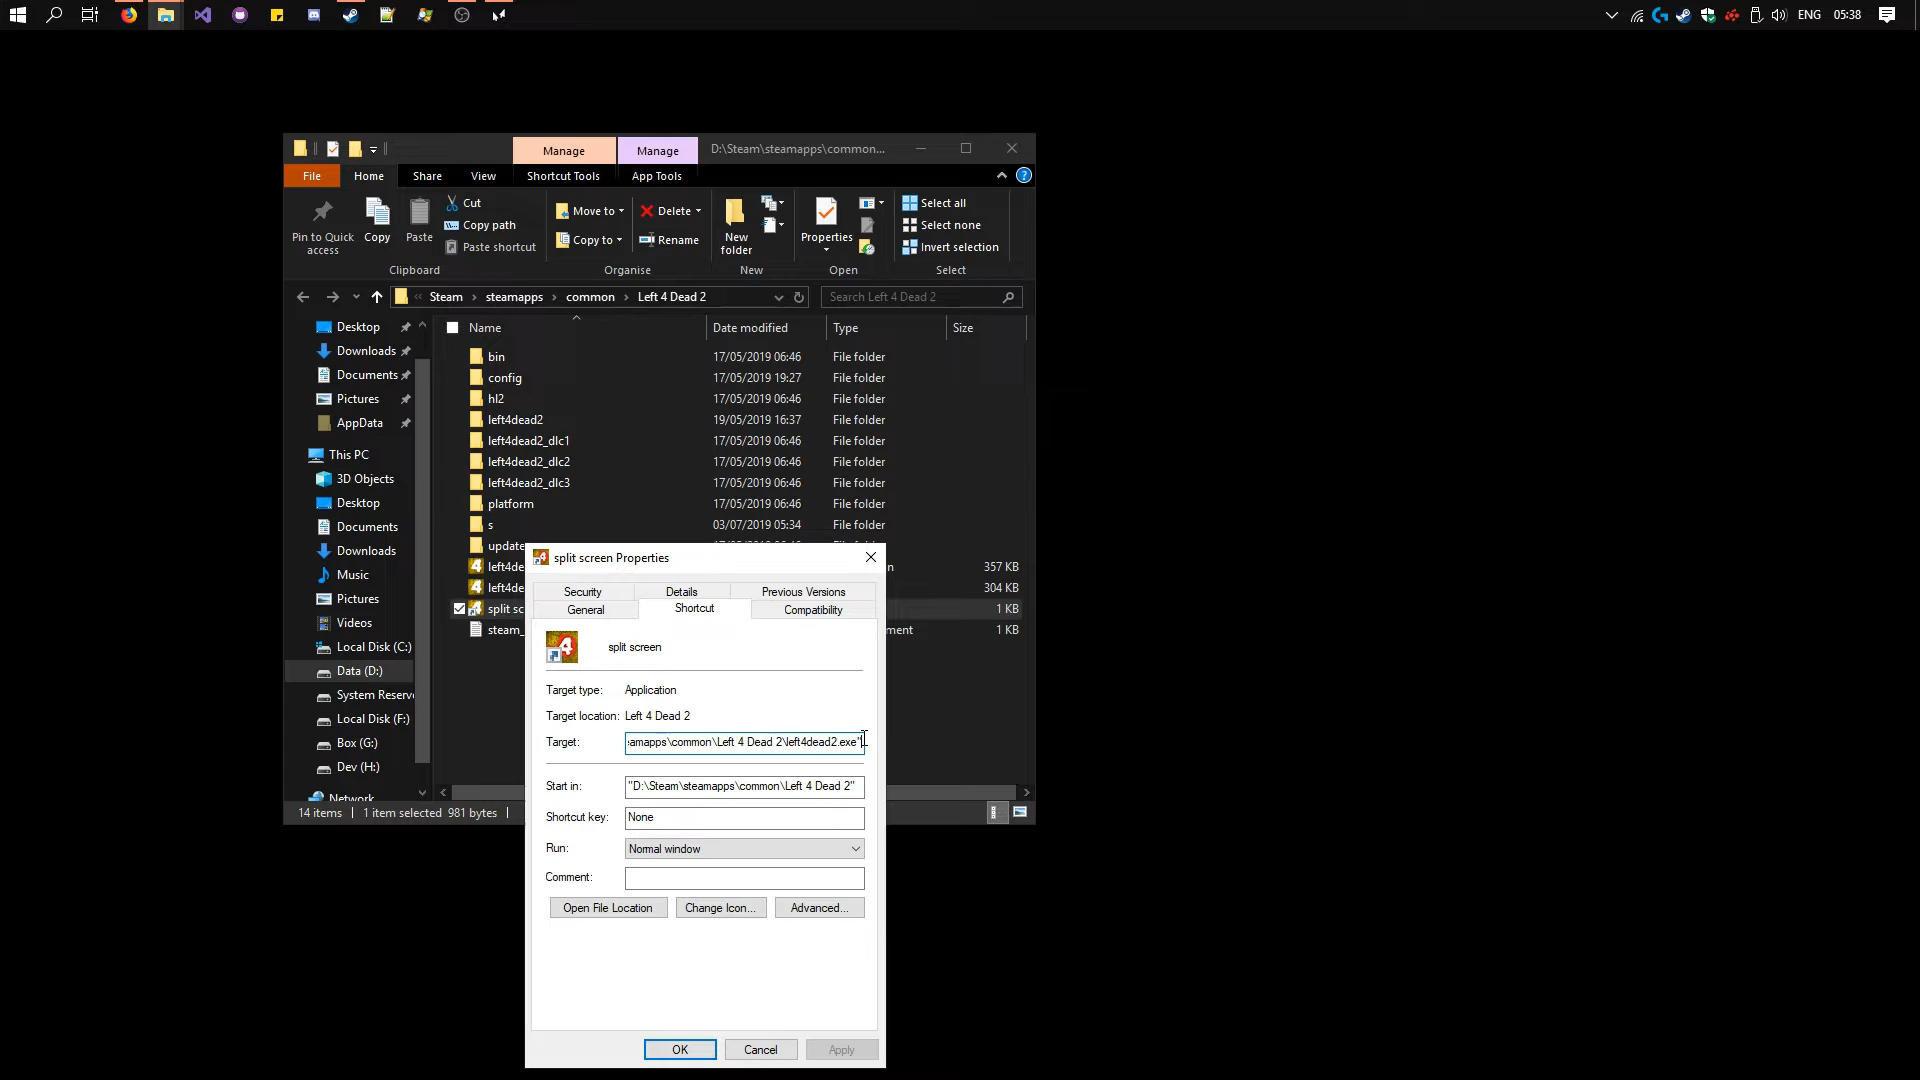 ENG
05:38
Manage
Manage
D:\Steam\steamapps\common...
File
Home
Share
View
Shortcut Tools
App Tools
Pin to Quick access
Copy
Paste
Cut
Copy path
Paste shortcut
Clipboard
Move to
Copy to
Delete
Rename
Organise
New folder
New
Properties
Open
Select all
Select none
Invert selection
Select
Steam
steamapps
common
Left 4 Dead 2
Search Left 4 Dead 2
Desktop
Downloads
Documents
Pictures
AppData
This PC
3D Objects
Desktop
Documents
Downloads
Music
Pictures
Videos
Local Disk (C:)
Data (D:)
System Reserve
Local Disk (F:)
Box (G:)
Dev (H:)
Network
Name
Date modified
Type
Size
bin 17/05/2019 06:46 File folder
config 17/05/2019 19:27 File folder
hl2 17/05/2019 06:46 File folder
left4dead2 19/05/2019 16:37 File folder
left4dead2_dlc1 17/05/2019 06:46 File folder
left4dead2_dlc2 17/05/2019 06:46 File folder
left4dead2_dlc3 17/05/2019 06:46 File folder
platform 17/05/2019 06:46 File folder
s 03/07/2019 05:34 File folder
update
left4de n 357 KB
left4de 304 KB
split sc 1 KB
steam_ ment 1 KB
14 items
1 item selected 981 bytes
split screen Properties
Security
Details
Previous Versions
General
Shortcut
Compatibility
split screen
Target type: Application
Target location: Left 4 Dead 2
Target: eamapps\common\Left 4 Dead 2\left4dead2.exe"
Start in: "D:\Steam\steamapps\common\Left 4 Dead 2"
Shortcut key: None
Run: Normal window
Comment:
Open File Location
Change Icon...
Advanced...
OK
Cancel
Apply